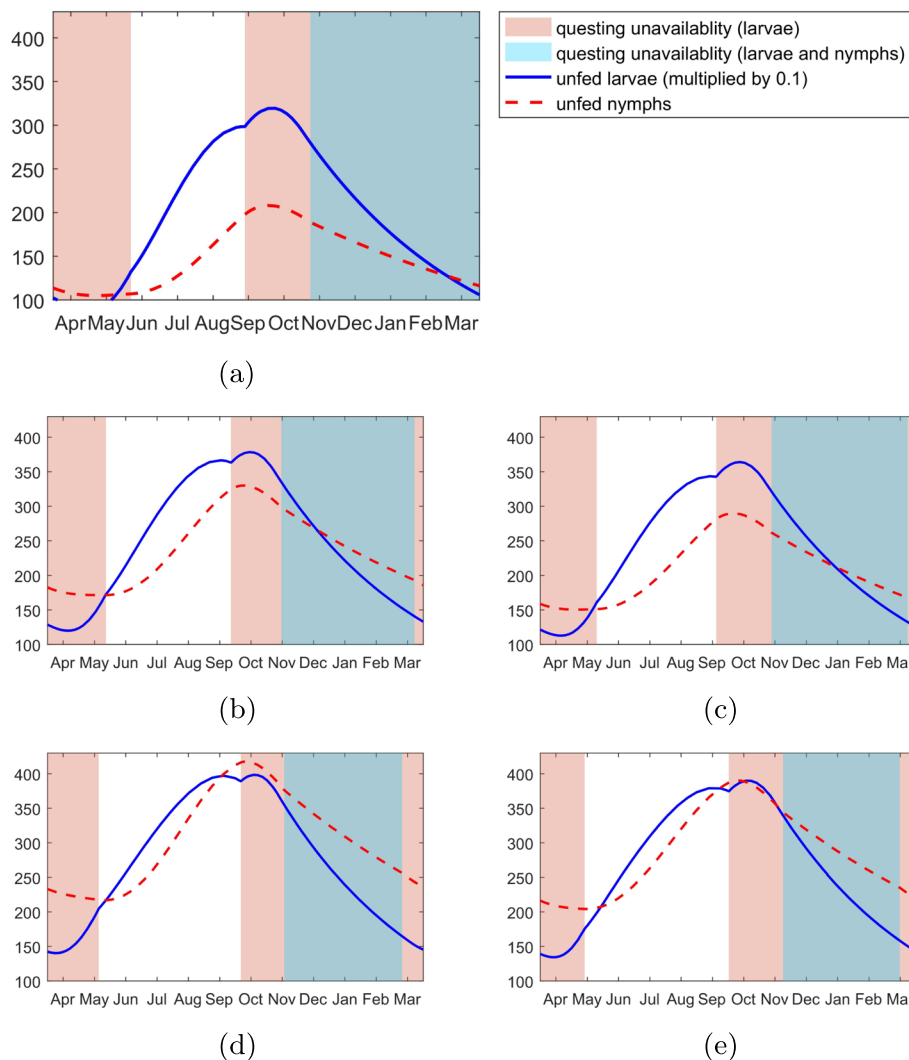 questing unavailablity (larvae)
questing unavailablity (larvae and nymphs)
unfed larvae (multiplied by 0.1)
unfed nymphs
400
350
300
250
200
150
100
Apr May Jun Jul Aug Sep Oct Nov Dec Jan Feb Mar
(a)
400
350
300
250
200
150
100
Apr May Jun Jul Aug Sep Oct Nov Dec Jan Feb Mar
(b)
400
350
300
250
200
150
100
Apr May Jun Jul Aug Sep Oct Nov Dec Jan Feb Mar
(c)
400
350
300
250
200
150
100
Apr May Jun Jul Aug Sep Oct Nov Dec Jan Feb Mar
(d)
400
350
300
250
200
150
100
Apr May Jun Jul Aug Sep Oct Nov Dec Jan Feb Mar
(e)